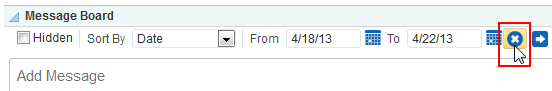 Message Board
Hidden Sort By Date From 4/18/13 To 4/22/13
Add Message